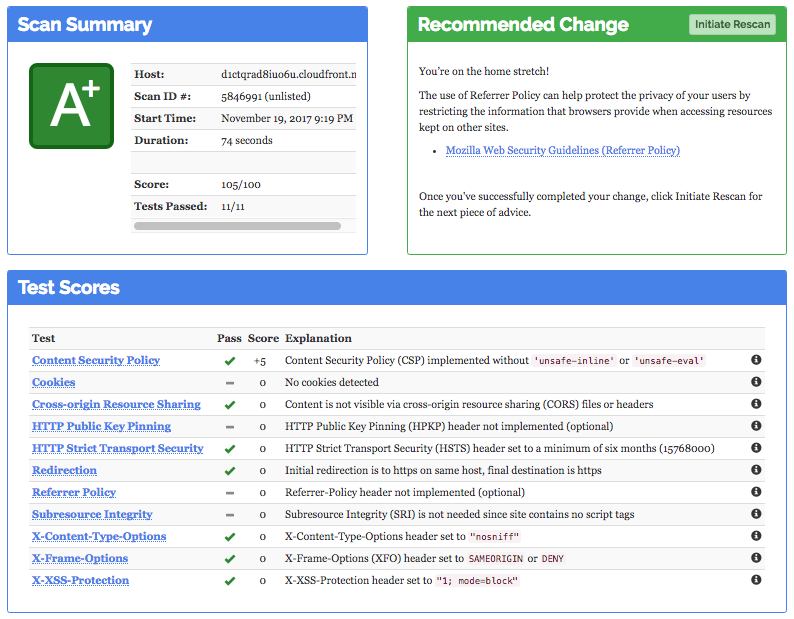 Scan Summary
A+
Host: d1ctqrad8iuo6u.cloudfront.n
Scan ID #: 5846991 (unlisted)
Start Time: November 19, 2017 9:19 PM
Duration: 74 seconds
Score: 105/100
Tests Passed: 11/11
Recommended Change
Initiate Rescan
You're on the home stretch!
The use of Referrer Policy can help protect the privacy of your users by
restricting the information that browsers provide when accessing resources
kept on other sites.
• Mozilla Web Security Guidelines (Referrer Policy)
Once you've successfully completed your change, click Initiate Rescan for
the next piece of advice.
Test Scores
Test Pass Score Explanation
Content Security Policy +5 Content Security Policy (CSP) implemented without 'unsafe-inline' or 'unsafe-eval'
Cookies – 0 No cookies detected
Cross-origin Resource Sharing 0 Content is not visible via cross-origin resource sharing (CORS) files or headers
HTTP Public Key Pinning – 0 HTTP Public Key Pinning (HPKP) header not implemented (optional)
HTTP Strict Transport Security 0 HTTP Strict Transport Security (HSTS) header set to a minimum of six months (15768000)
Redirection 0 Initial redirection is to https on same host, final destination is https
Referrer Policy – 0 Referrer-Policy header not implemented (optional)
Subresource Integrity – 0 Subresource Integrity (SRI) is not needed since site contains no script tags
X-Content-Type-Options 0 X-Content-Type-Options header set to "nosniff"
X-Frame-Options 0 X-Frame-Options (XFO) header set to SAMEORIGIN or DENY
X-XSS-Protection 0 X-XSS-Protection header set to "1; mode=block"